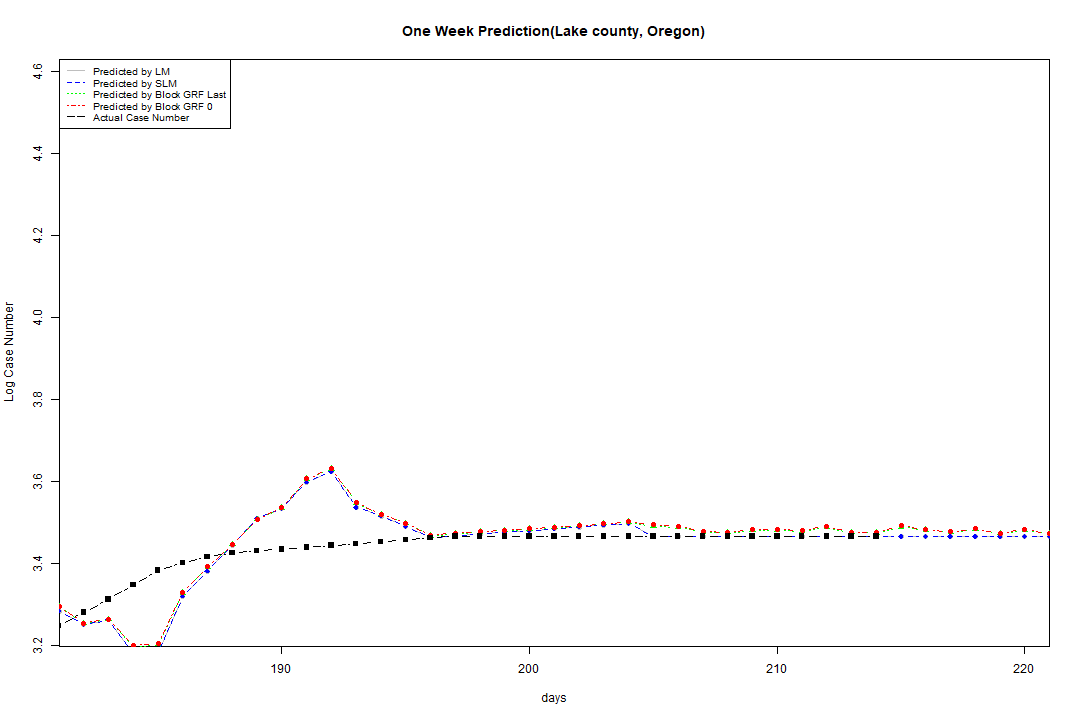 One Week Prediction(Lake county, Oregon)
Predicted by LM
Predicted by SLM
Predicted by Block GRF Last
Predicted by Block GRF 0
Actual Case Number
4.6
4.4
4.2
4.0
3.8
3.6
3.4
3.2
Log Case Number
190 200 210 220
days